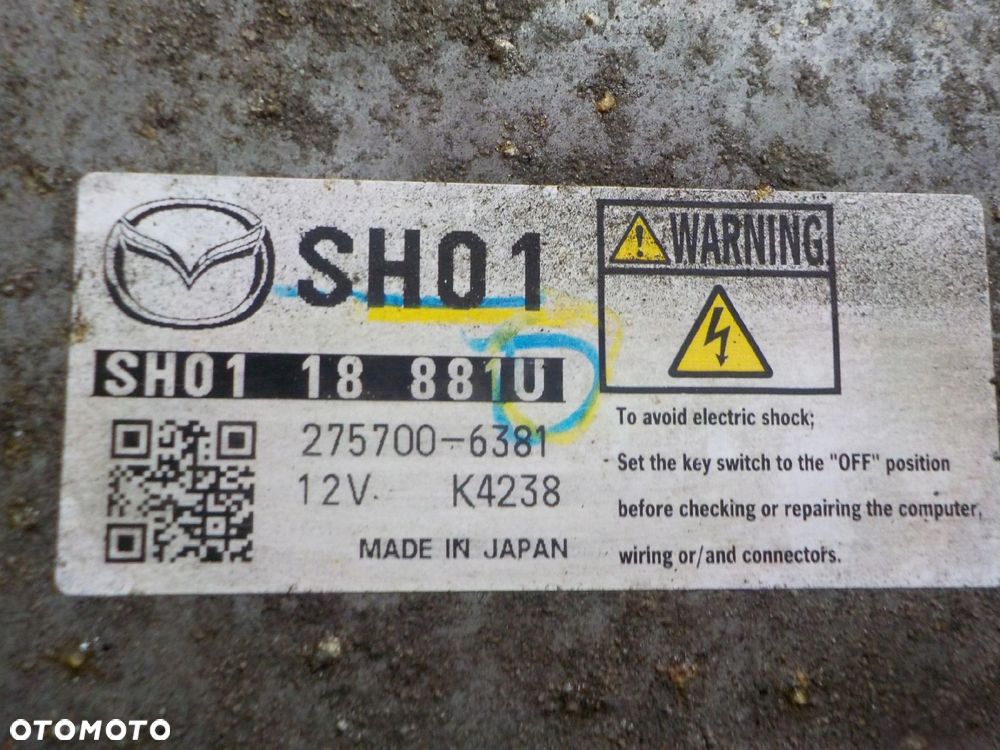 SH01
SH01 18 881U
275700-6381
12V K4238
MADE IN JAPAN
WARNING
To avoid electric shock;
Set the key switch to the "OFF" position
before checking or repairing the computer,
wiring or/and connectors.
OTOMOTO